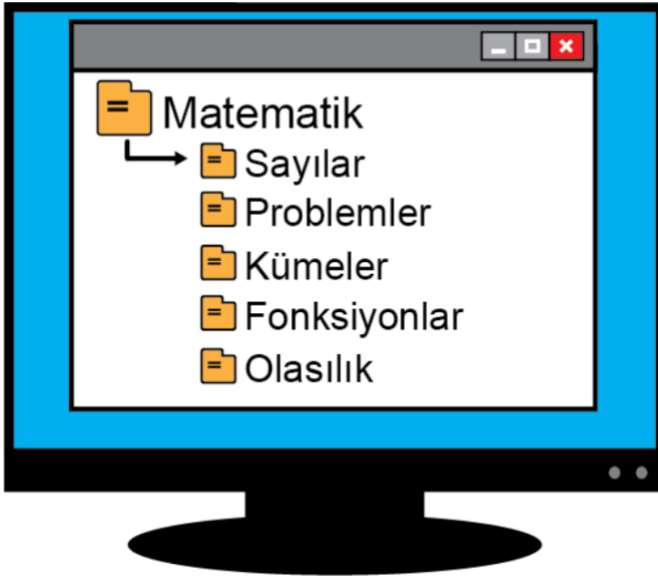 Matematik
Sayılar
Problemler
Kümeler
Fonksiyonlar
Olasılık